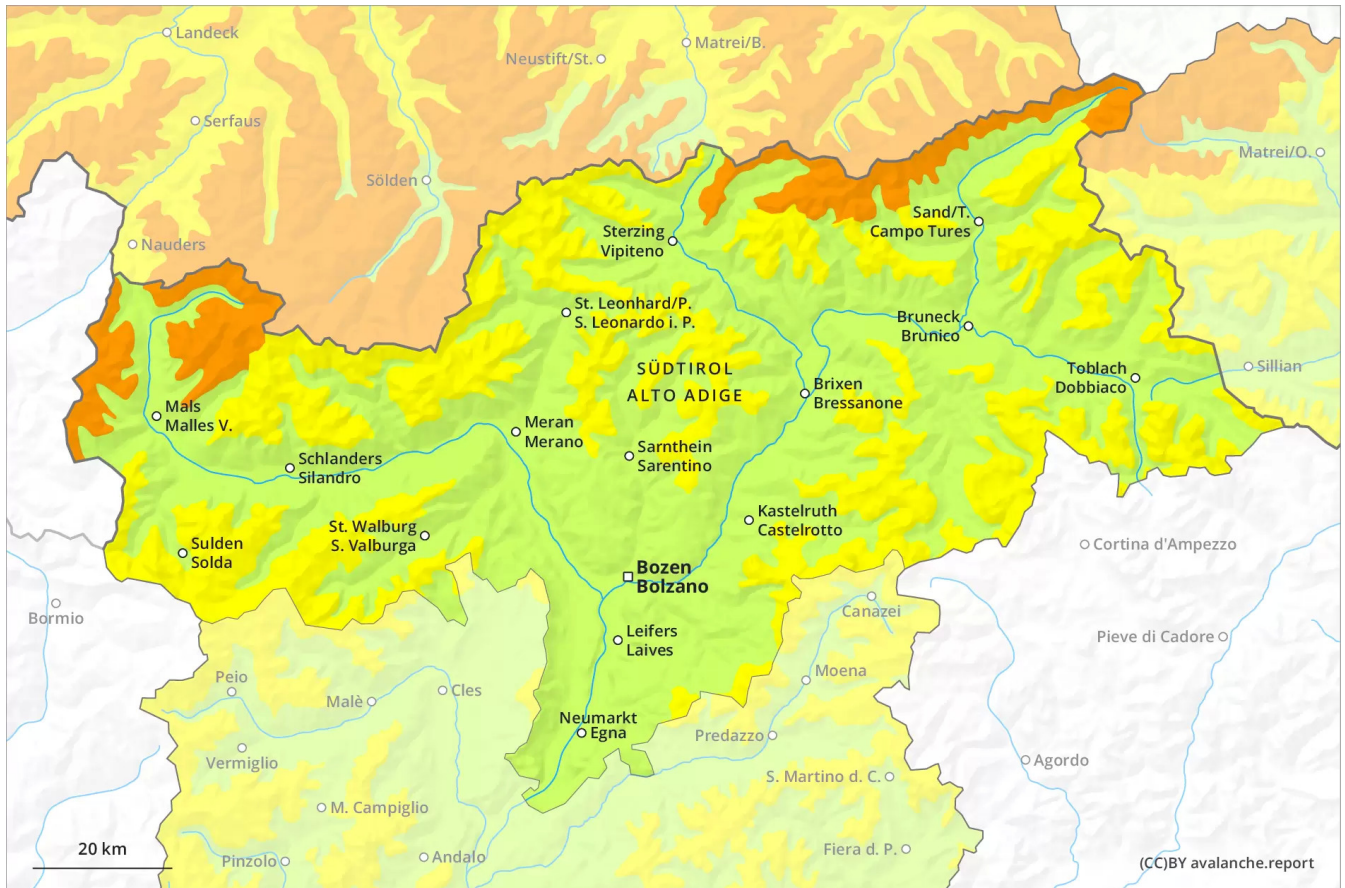 Landeck
Matrei/B.
Neustift/St.
Serfaus
Matrei/O.
Sölden
Sand/T.
Campo Tures
Sterzing
Vipiteno
Nauders
St. Leonhard/P.
S. Leonardo i. P.
Bruneck
Brunico
SÜDTIROL
ALTO ADIGE
Toblach
Dobbiaco
Sillian
Brixen
Bressanone
Mals
Malles V.
Meran
Merano
Sarnthein
Sarentino
Schlanders
Silandro
Kastelruth
Castelrotto
St. Walburg
S. Valburga
Sulden
Solda
Cortina d'Ampezzo
Bozen
Bolzano
Bormio
Canazei
Leifers
Laives
Pieve di Cadore
Peio
Moena
Malè
Cles
Neumarkt
Egna
Predazzo
Vermiglio
Agordo
S. Martino d. C.
M. Campiglio
20 km
Pinzolo
Andalo
Fiera d. P.
(CC)BY avalanche.report